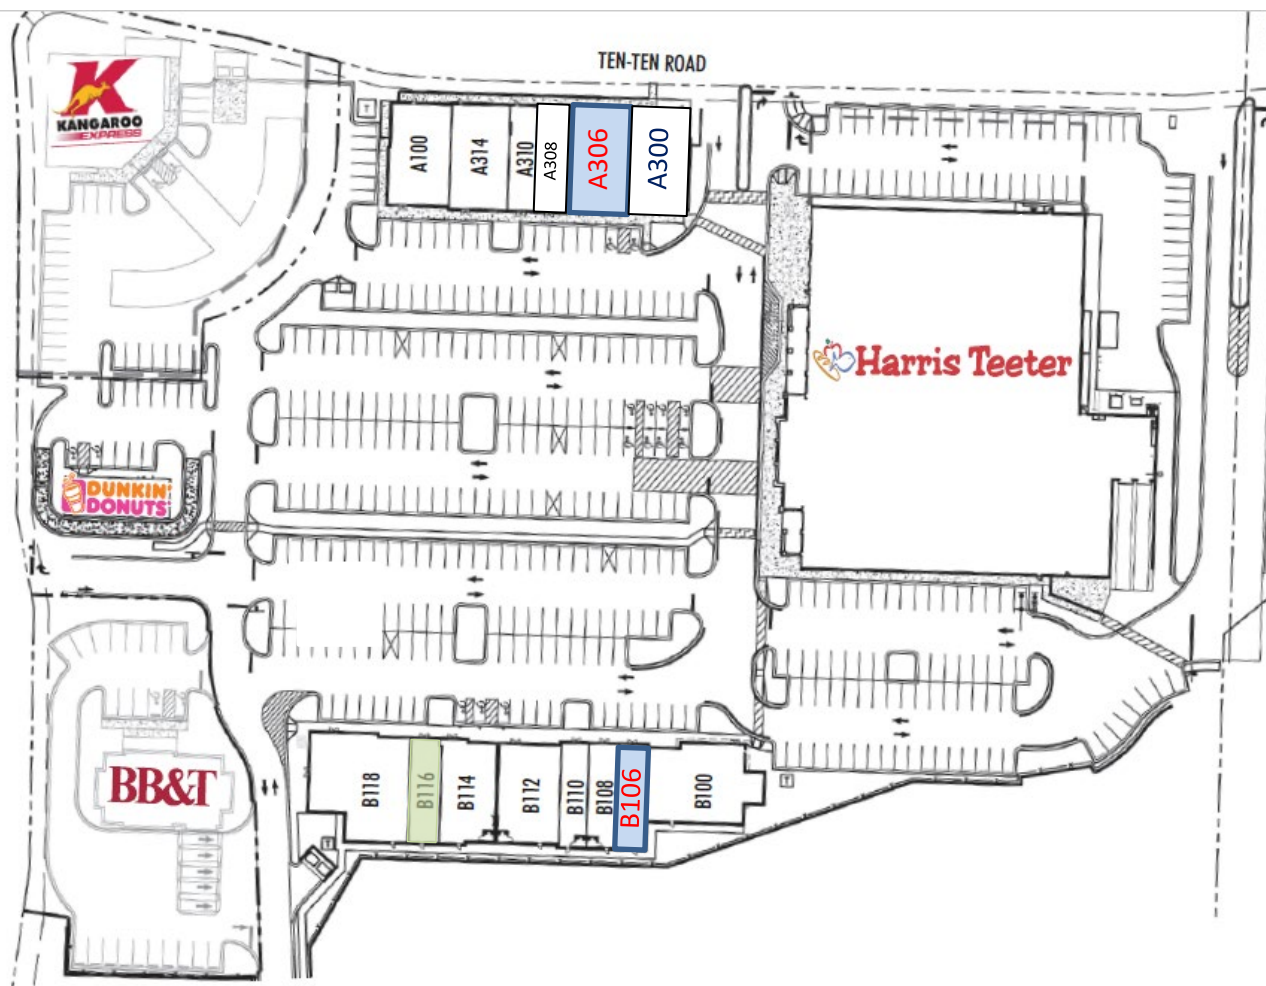 TEN-TEN ROAD
K
KANGAROO
EXPRESS
T
A100
A314
A310
A308
A306
A300
Harris Teeter
DUNKIN'
DONUTS
BB&T
B118
B116
B114
B112
B110
B108
B106
B100
T
T